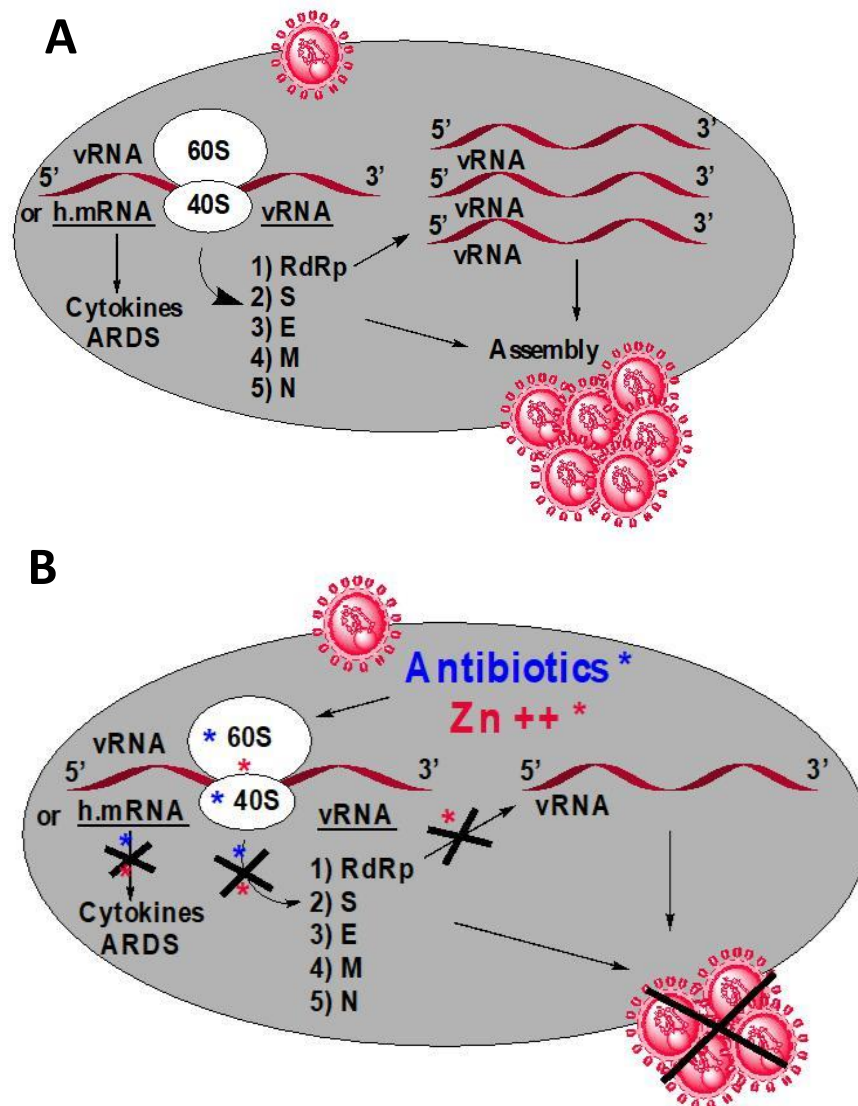 A
5’ vRNA 60S
or h.mRNA 40S vRNA 3’
Cytokines
ARDS
1) RdRp
2) S
3) E
4) M
5) N
5’ 3’
vRNA
5’ 3’
vRNA
5’ 3’
vRNA
Assembly
B
Antibiotics *
Zn ++ *
vRNA * 60S
5’ * 3’
or h.mRNA * 40S vRNA
*
*
Cytokines
ARDS
*
*
1) RdRp
2) S
3) E
4) M
5) N
*
5’ 3’
vRNA